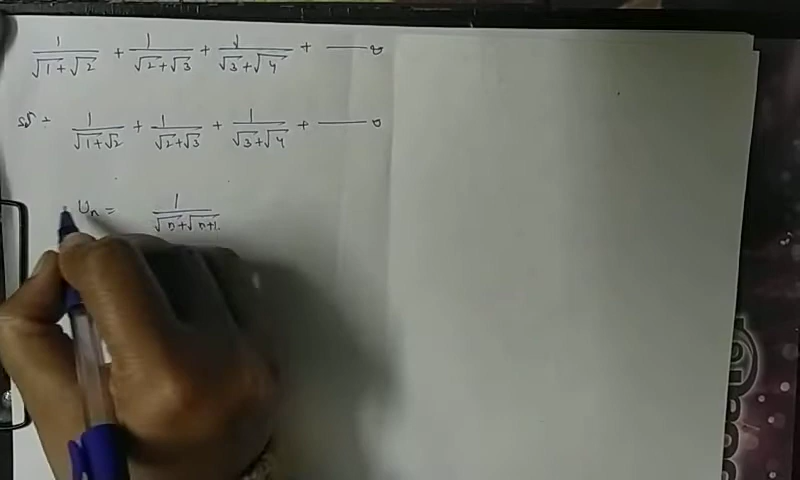 1/(√1+√2) + 1/(√2+√3) + 1/(√3+√4) + —— ∞
Sol: 1/(√1+√2) + 1/(√2+√3) + 1/(√3+√4) + —— ∞
Un = 1/(√n+√n+1)